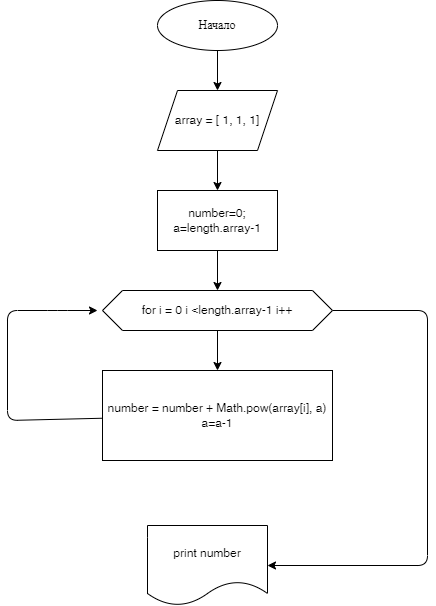 Начало
array = [ 1, 1, 1]
number=0;
a=length.array-1
for i = 0 i <length.array-1 i++
number = number + Math.pow(array[i], a)
a=a-1
print number